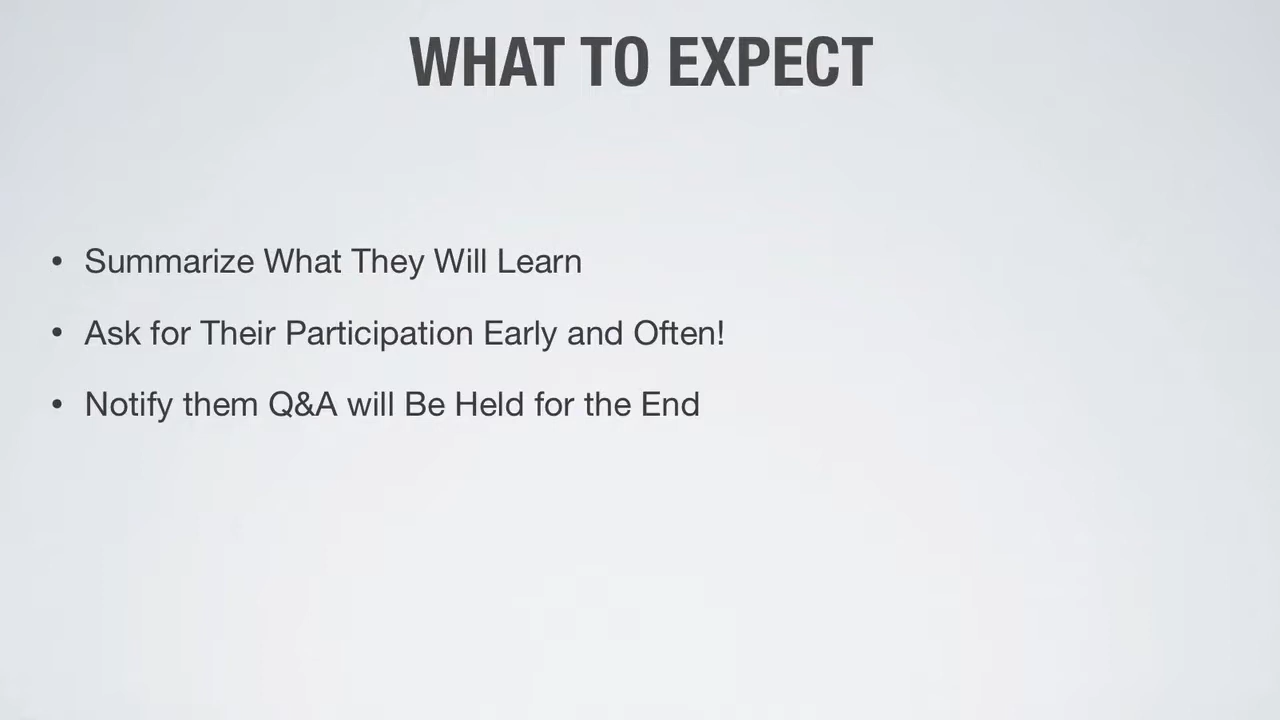 WHAT TO EXPECT
• Summarize What They Will Learn
• Ask for Their Participation Early and Often!
• Notify them Q&A will Be Held for the End